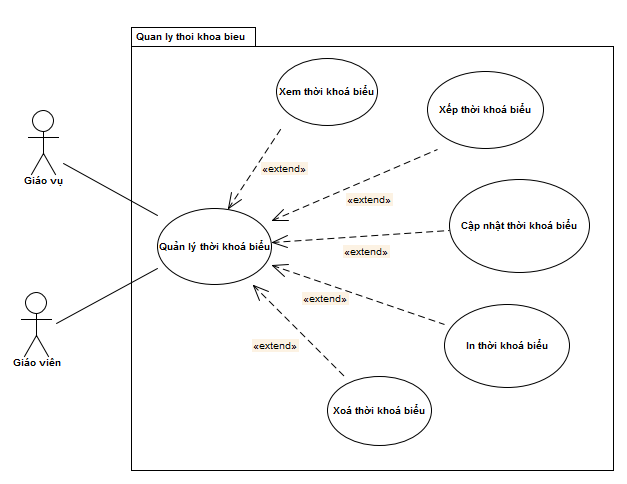 Quan ly thoi khoa bieu
Xem thời khoá biểu
Xếp thời khoá biểu
«extend»
Giáo vụ
«extend»
Cập nhật thời khoá biểu
Quản lý thời khoá biểu
«extend»
«extend»
In thời khoá biểu
«extend»
Giáo viên
Xoá thời khoá biểu